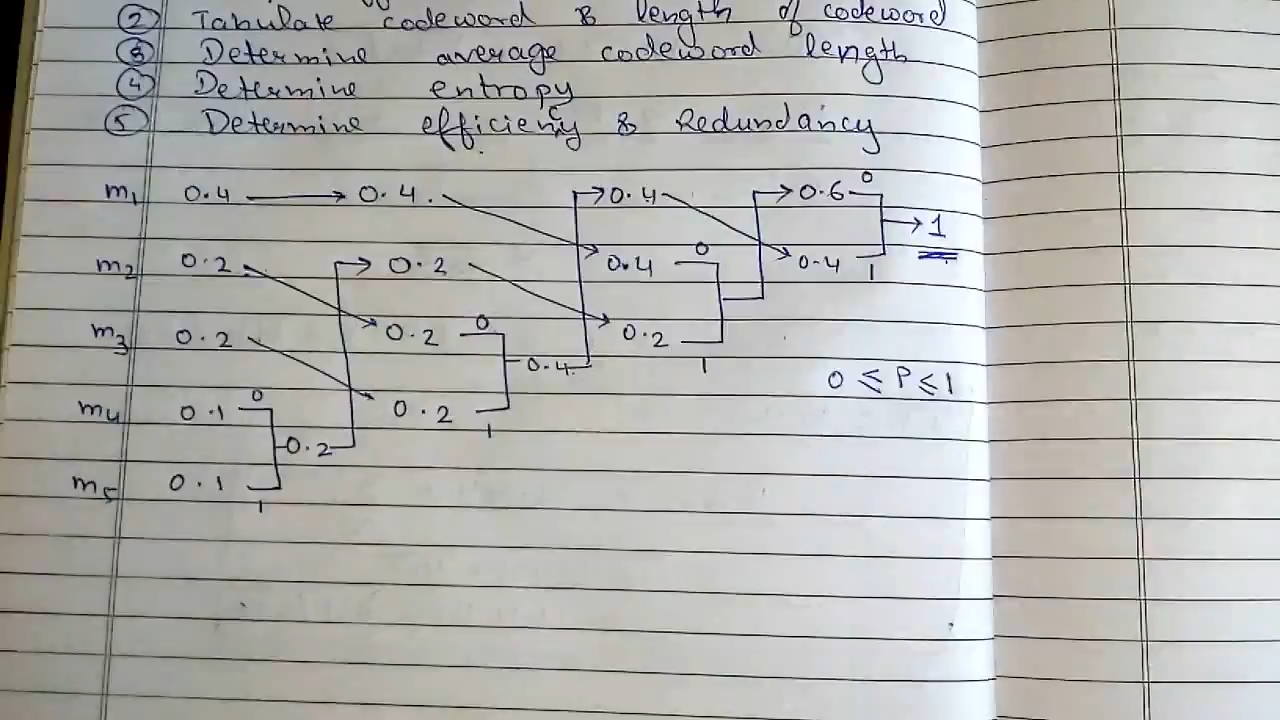 ② Tabulate codeword & length of codeword
③ Determine average codeword length
④ Determine entropy
⑤ Determine efficiency & Redundancy
m1 0.4 → 0.4. → 0.4 → 0.6 0 → 1
m2 0.2 → 0.2 0.4 0 0.4 1
m3 0.2 0.2 0 0.2 1
0.4
0 ≤ P ≤ 1
m4 0.1 0 0.2 1
0.2
m5 0.1 1